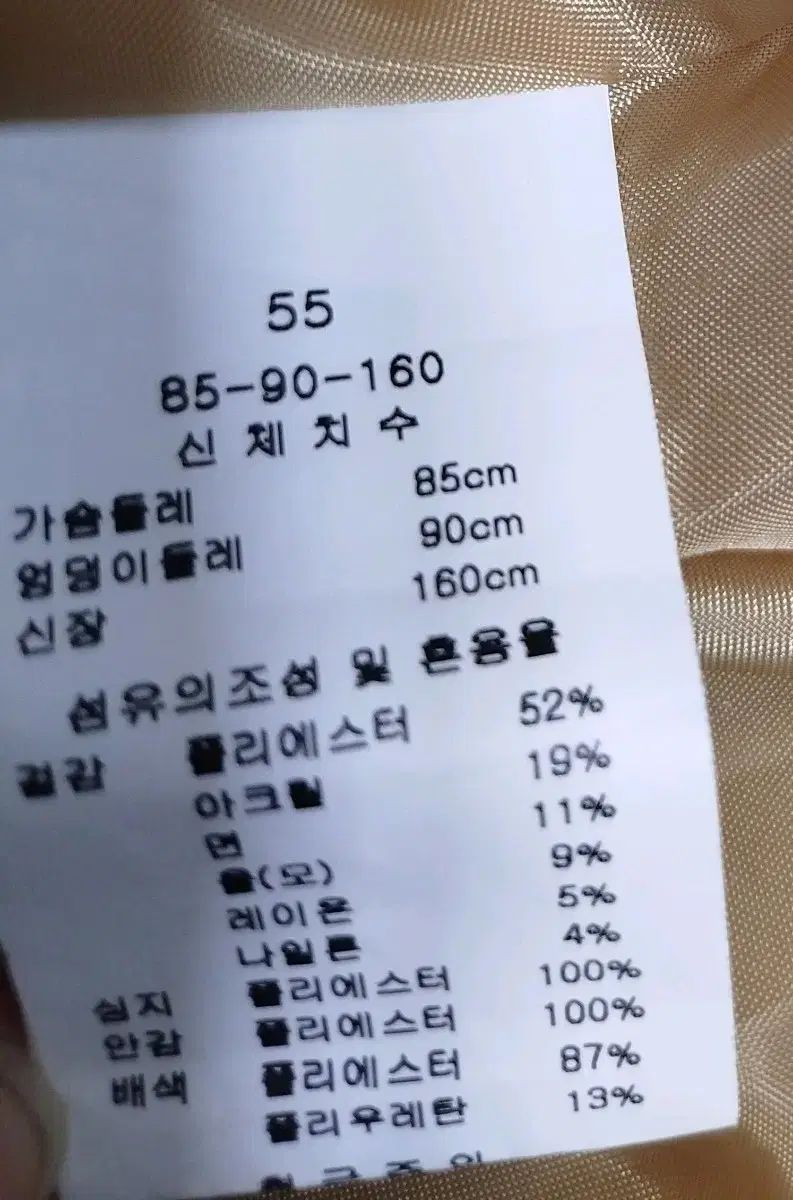 55
85-90-160
신체치수
가슴둘레 85cm
엉덩이둘레 90cm
신장 160cm
섬유의조성 및 혼용율
겉감 폴리에스터 52%
아크릴 19%
면 11%
울(모) 9%
레이온 5%
나일론 4%
심지 폴리에스터 100%
안감 폴리에스터 100%
배색 폴리에스터 87%
폴리우레탄 13%